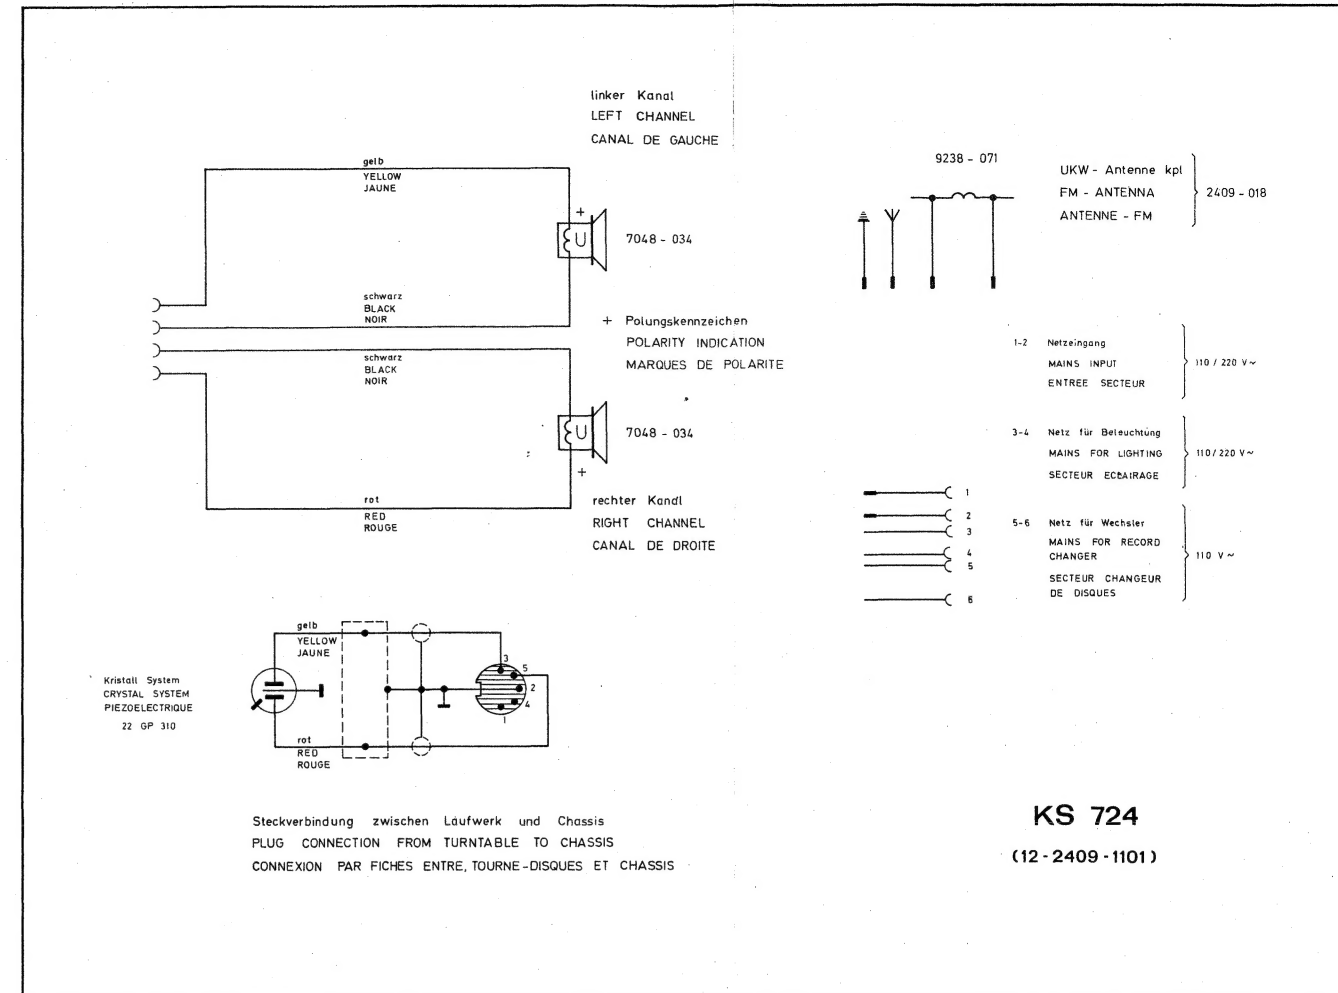 linker Kanal
LEFT CHANNEL
CANAL DE GAUCHE
gelb
YELLOW
JAUNE
+
7048 - 034
schwarz
BLACK
NOIR
+ Polungskennzeichen
POLARITY INDICATION
MARQUES DE POLARITE
schwarz
BLACK
NOIR
7048 - 034
+
rot
RED
ROUGE
rechter Kanal
RIGHT CHANNEL
CANAL DE DROITE
9238 - 071
UKW - Antenne kpl
FM - ANTENNA
ANTENNE - FM
2409 - 018
1-2 Netzeingang
MAINS INPUT
ENTREE SECTEUR
110 / 220 V~
3-4 Netz für Beleuchtung
MAINS FOR LIGHTING
SECTEUR ECLAIRAGE
110/220 V~
5-6 Netz für Wechsler
MAINS FOR RECORD
CHANGER
SECTEUR CHANGEUR
DE DISQUES
110 V~
1
2
3
4
5
6
gelb
YELLOW
JAUNE
Kristall System
CRYSTAL SYSTEM
PIEZOELECTRIQUE
22 GP 310
3
5
2
4
1
rot
RED
ROUGE
Steckverbindung zwischen Laufwerk und Chassis
PLUG CONNECTION FROM TURNTABLE TO CHASSIS
CONNEXION PAR FICHES ENTRE, TOURNE-DISQUES ET CHASSIS
KS 724
(12-2409-1101)